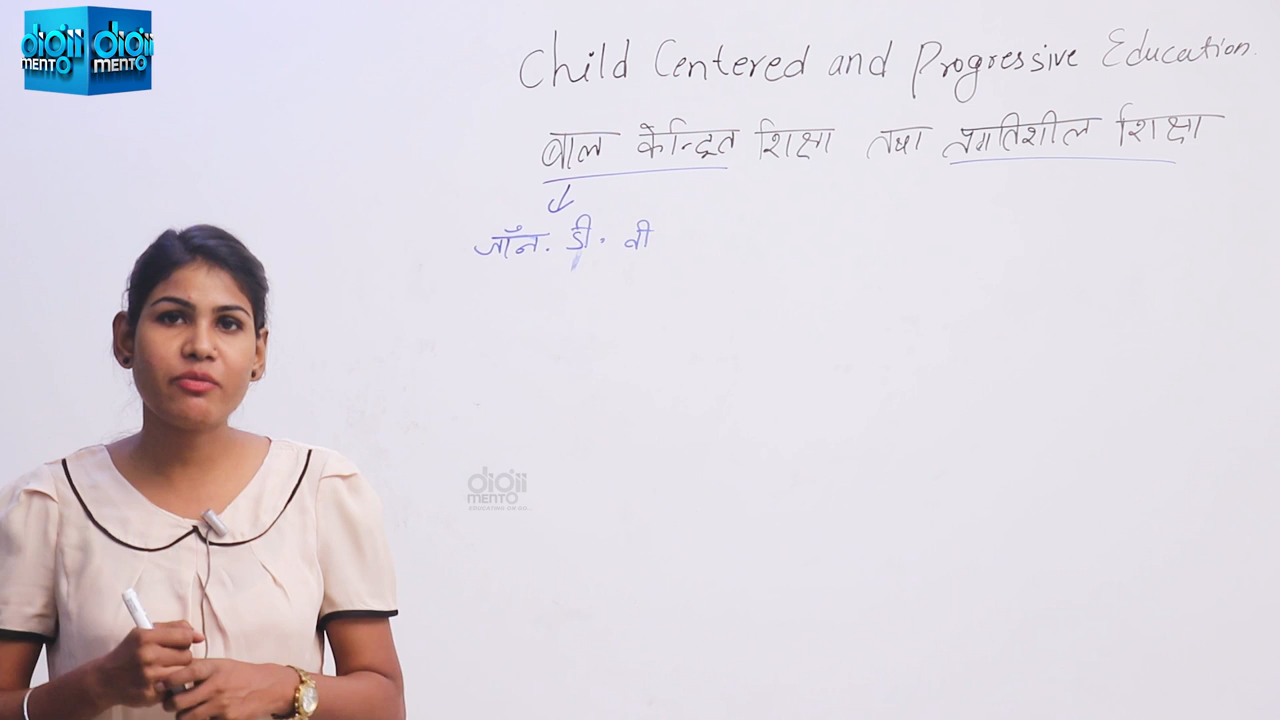 digii MENTO digii MENTO
Child Centered and Progressive Education.
बाल केन्द्रित शिक्षा तथा प्रगतिशील शिक्षा
जॉन. डी. वी
digii
MENTO